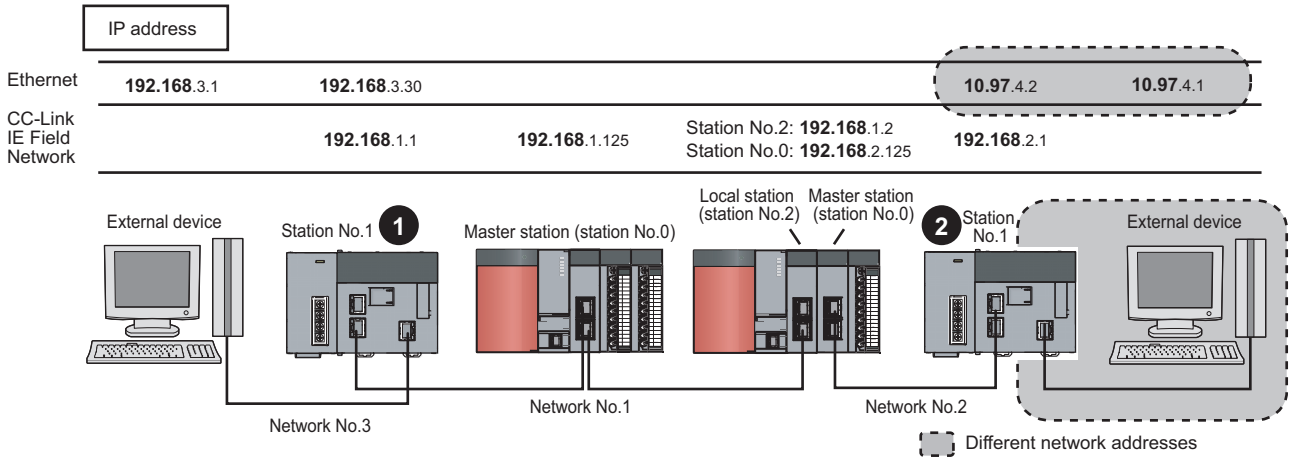 IP address
Ethernet
192.168.3.1
192.168.3.30
10.97.4.2
10.97.4.1
CC-Link
IE Field
Network
192.168.1.1
192.168.1.125
Station No.2: 192.168.1.2
Station No.0: 192.168.2.125
192.168.2.1
External device
Station No.1
1
Master station (station No.0)
Local station
(station No.2)
Master station
(station No.0)
2
Station
No.1
External device
Network No.3
Network No.1
Network No.2
Different network addresses